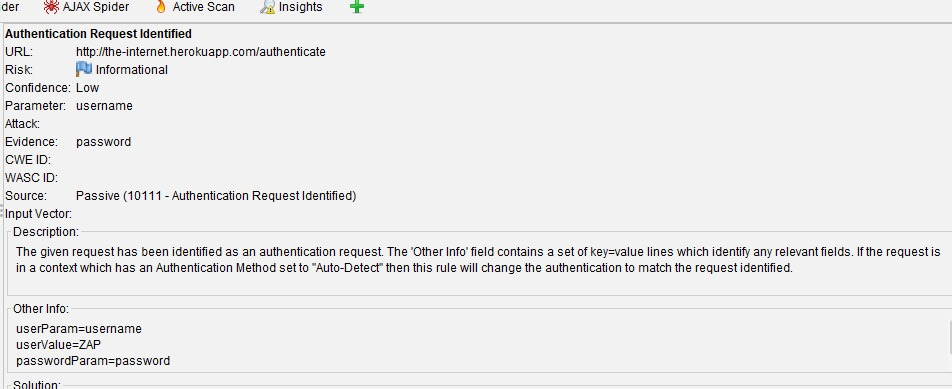 der AJAX Spider Active Scan Insights
Authentication Request Identified
URL: http://the-internet.herokuapp.com/authenticate
Risk: Informational
Confidence: Low
Parameter: username
Attack:
Evidence: password
CWE ID:
WASC ID:
Source: Passive (10111 - Authentication Request Identified)
Input Vector:
Description:
The given request has been identified as an authentication request. The 'Other Info' field contains a set of key=value lines which identify any relevant fields. If the request is
in a context which has an Authentication Method set to "Auto-Detect" then this rule will change the authentication to match the request identified.
Other Info:
userParam=username
userValue=ZAP
passwordParam=password
Solution: